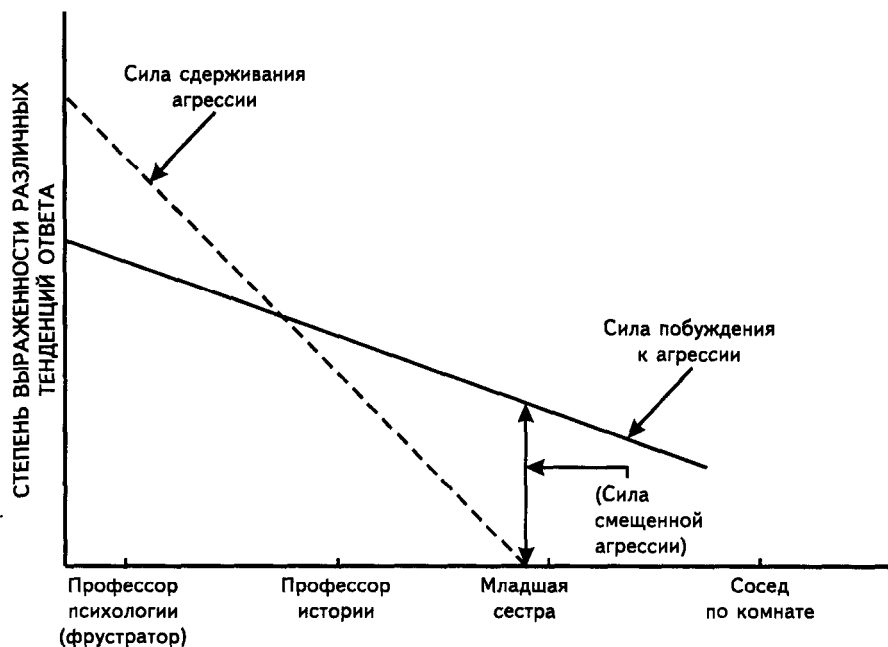 СТЕПЕНЬ ВЫРАЖЕННОСТИ РАЗЛИЧНЫХ
ТЕНДЕНЦИЙ ОТВЕТА
Сила сдерживания
агрессии
Сила побуждения
к агрессии
(Сила
смещенной
агрессии)
Профессор
психологии
(фрустратор)
Профессор
истории
Младшая
сестра
Сосед
по комнате